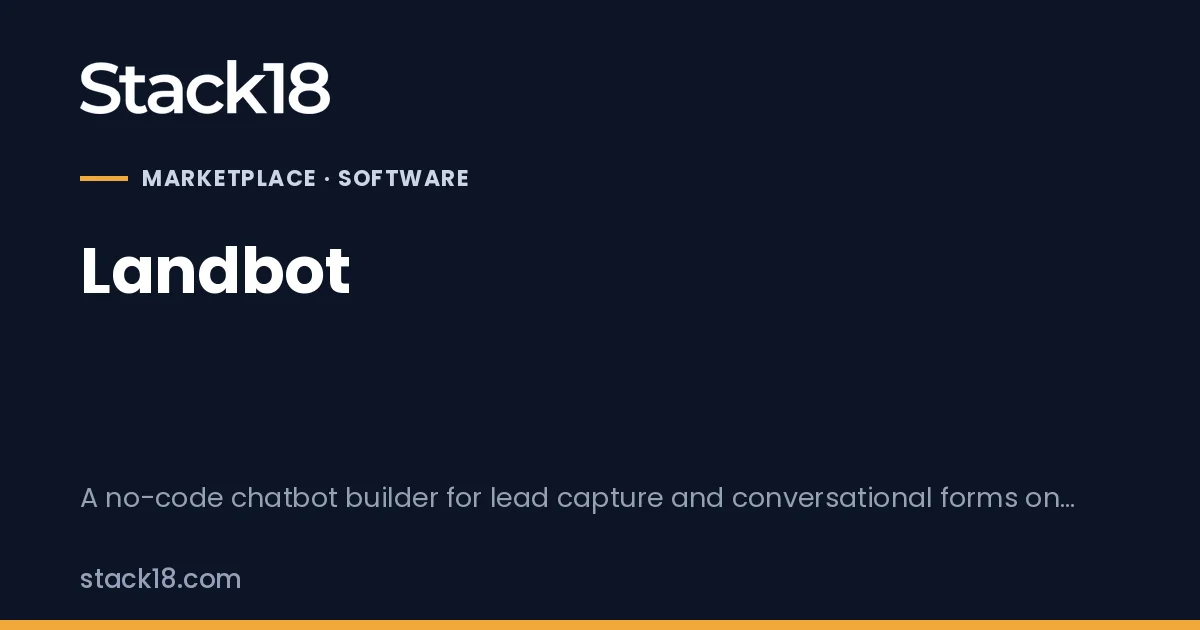 Stack18
MARKETPLACE · SOFTWARE
Landbot
A no-code chatbot builder for lead capture and conversational forms on...
stack18.com